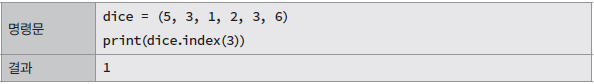 명령문
dice = (5, 3, 1, 2, 3, 6)
print(dice.index(3))
결과
1